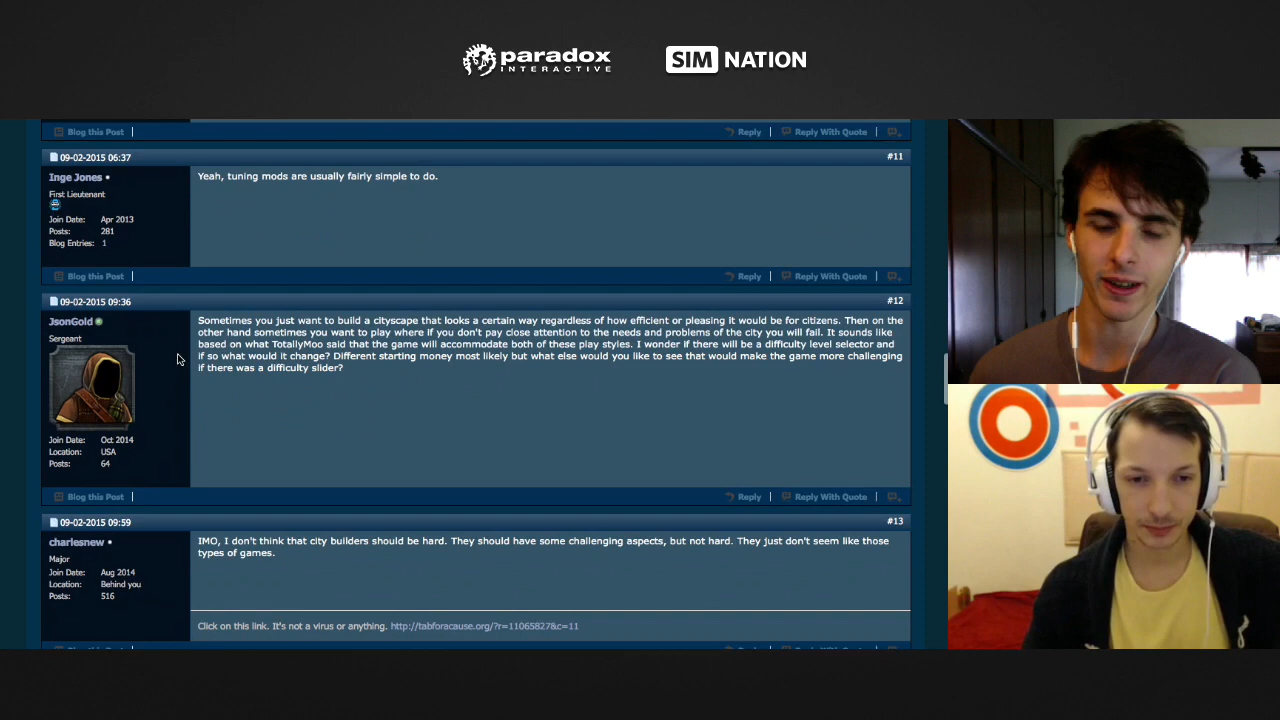 paradox
INTERACTIVE
SIM NATION
Blog this Post
Reply
Reply With Quote
09-02-2015 06:37
#11
Inge Jones
First Lieutenant
Join Date: Apr 2013
Posts: 281
Blog Entries: 1
Yeah, tuning mods are usually fairly simple to do.
Blog this Post
Reply
Reply With Quote
09-02-2015 09:36
#12
JsonGold
Sergeant
Join Date: Oct 2014
Location: USA
Posts: 64
Sometimes you just want to build a cityscape that looks a certain way regardless of how efficient or pleasing it would be for citizens. Then on the
other hand sometimes you want to play where if you don't pay close attention to the needs and problems of the city you will fail. It sounds like
based on what TotallyMoo said that the game will accommodate both of these play styles. I wonder if there will be a difficulty level selector and
if so what would it change? Different starting money most likely but what else would you like to see that would make the game more challenging
if there was a difficulty slider?
Blog this Post
Reply
Reply With Quote
09-02-2015 09:59
#13
charlesnew
Major
Join Date: Aug 2014
Location: Behind you
Posts: 516
IMO, I don't think that city builders should be hard. They should have some challenging aspects, but not hard. They just don't seem like those
types of games.
Click on this link. It's not a virus or anything. http://tabforacause.org/?r=11065827&c=11